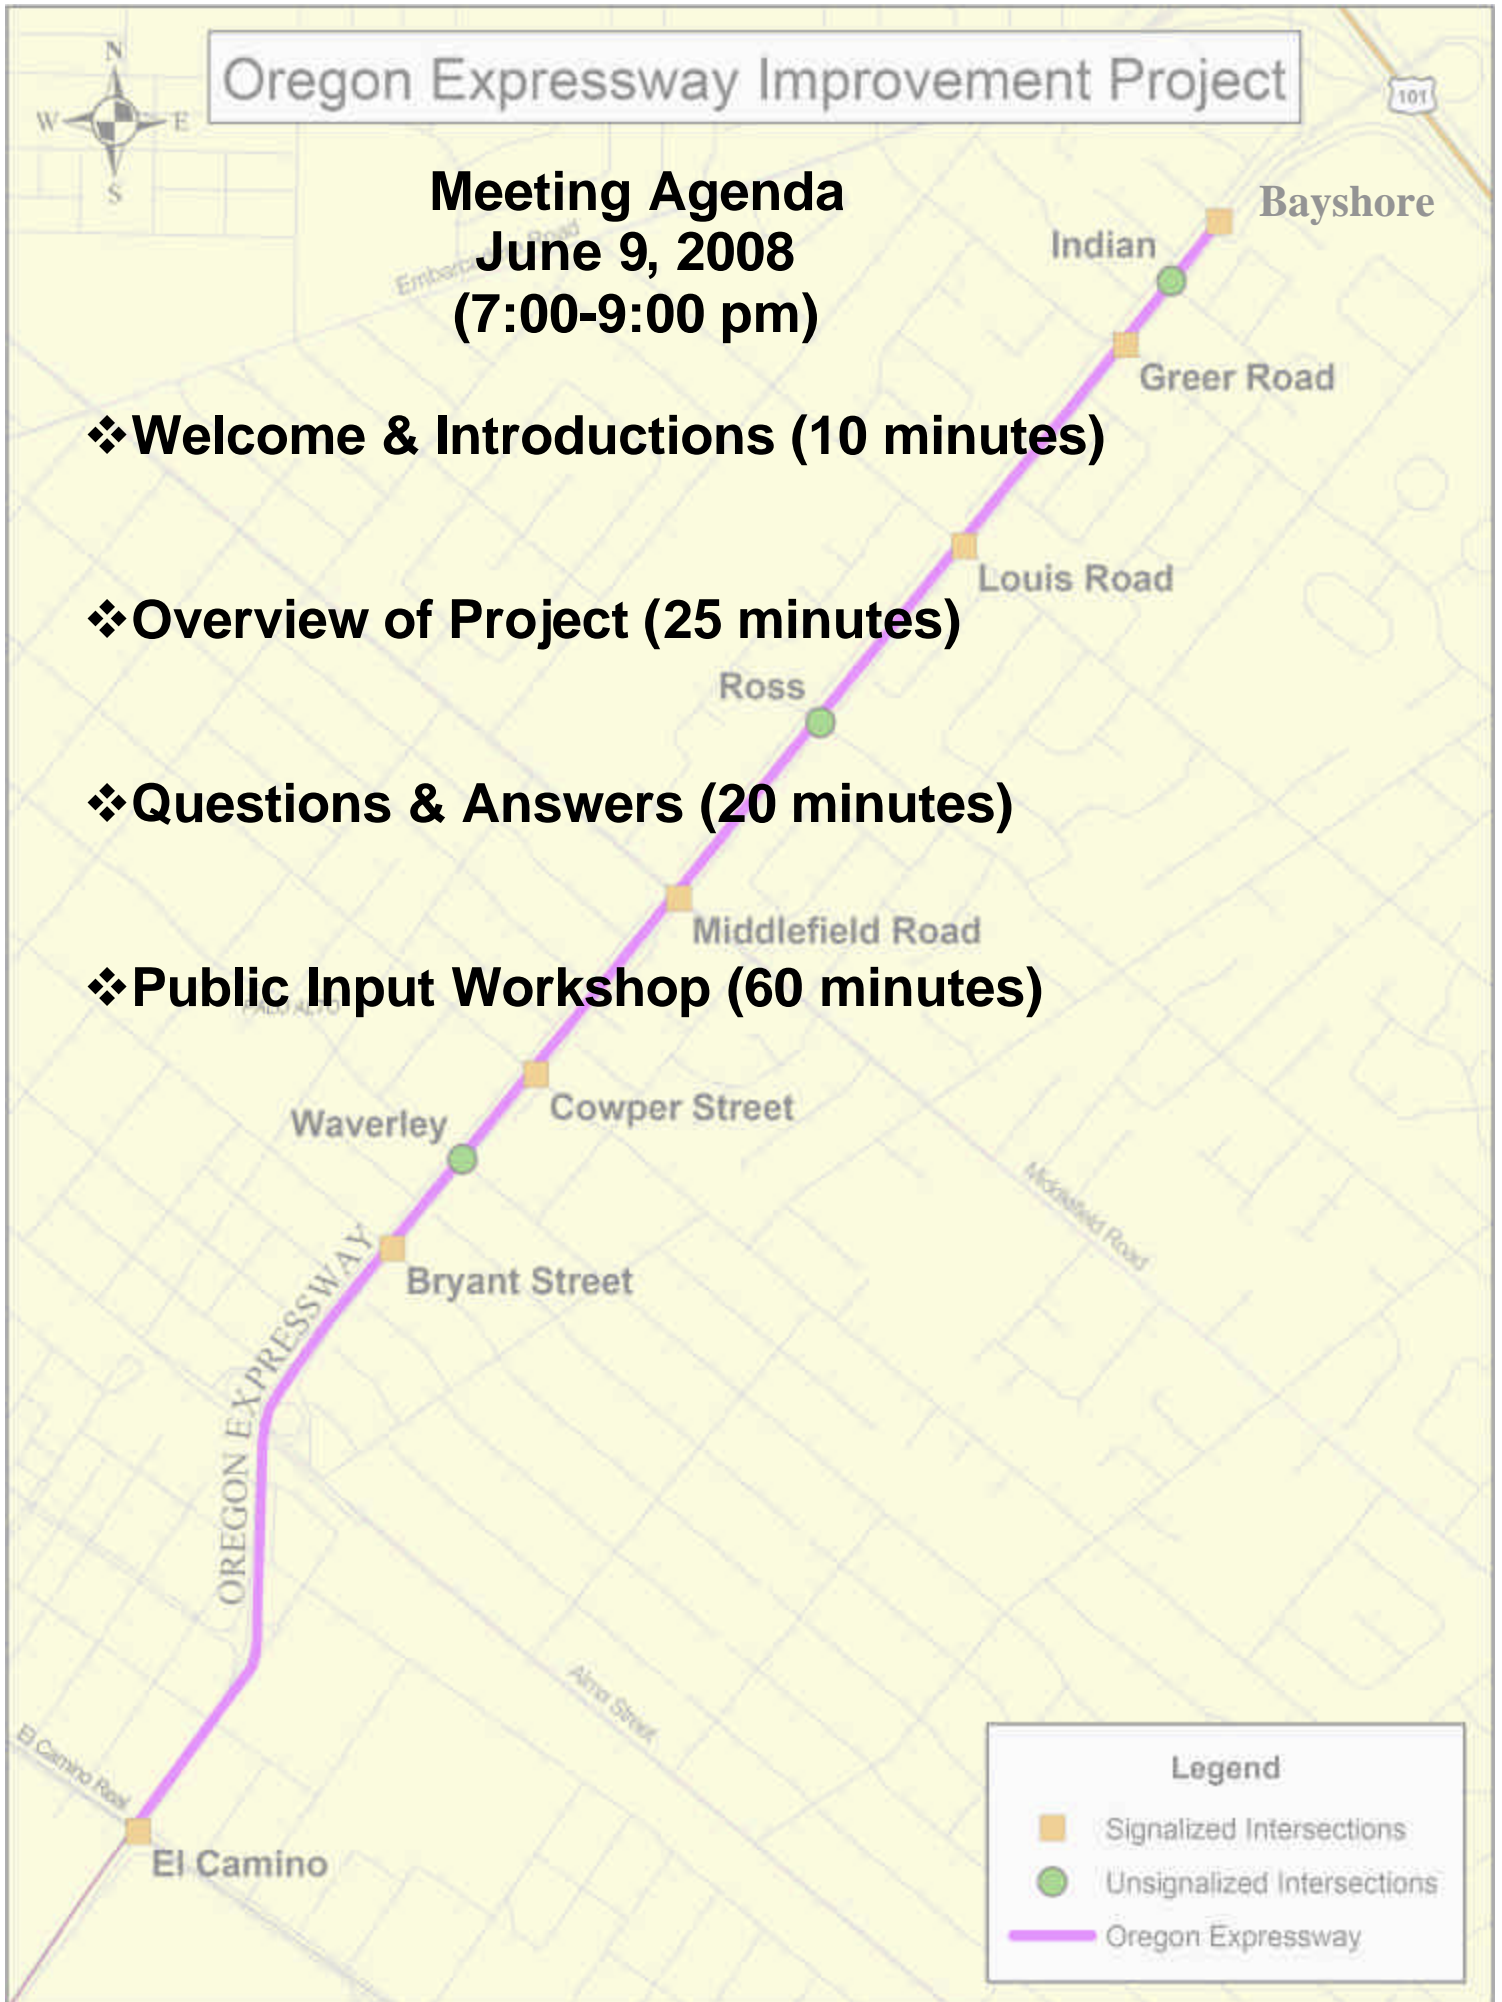 N
W E
S
Oregon Expressway Improvement Project
101
Meeting Agenda
June 9, 2008
(7:00-9:00 pm)
Bayshore
Indian
Greer Road
❖Welcome & Introductions (10 minutes)
Louis Road
❖Overview of Project (25 minutes)
Ross
❖Questions & Answers (20 minutes)
Middlefield Road
❖Public Input Workshop (60 minutes)
PALO ALTO
Cowper Street
Waverley
Middlefield Road
Bryant Street
OREGON EXPRESSWAY
Alma Street
El Camino Real
El Camino
Legend
Signalized Intersections
Unsignalized Intersections
Oregon Expressway